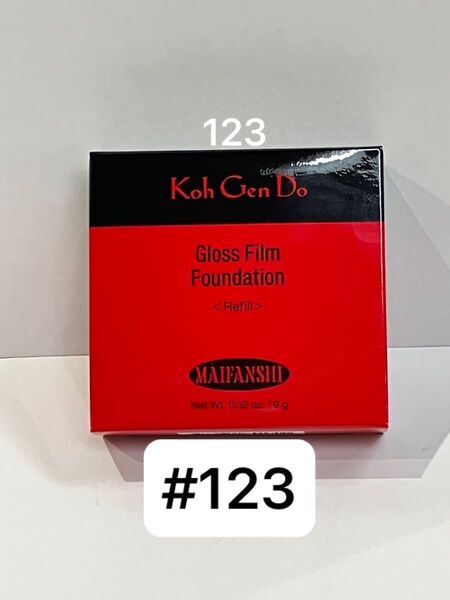 123
Koh Gen Do
Gloss Film
Foundation
<Refill>
MAIFANSHI
Net Wt. 0.32 oz. / 9 g
#123